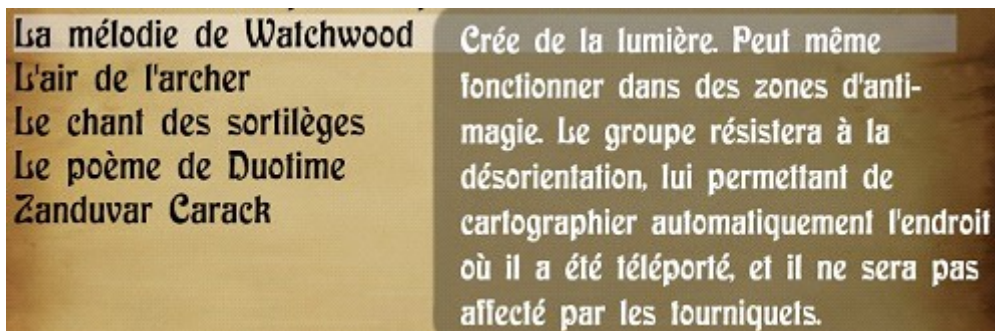 La mélodie de Watchwood
L'air de l'archer
Le chant des sortilèges
Le poème de Duotime
Zanduvar Carack
Crée de la lumière. Peut même
fonctionner dans des zones d'anti-
magie. Le groupe résistera à la
désorientation, lui permettant de
cartographier automatiquement l'endroit
où il a été téléporté, et il ne sera pas
affecté par les tourniquets.